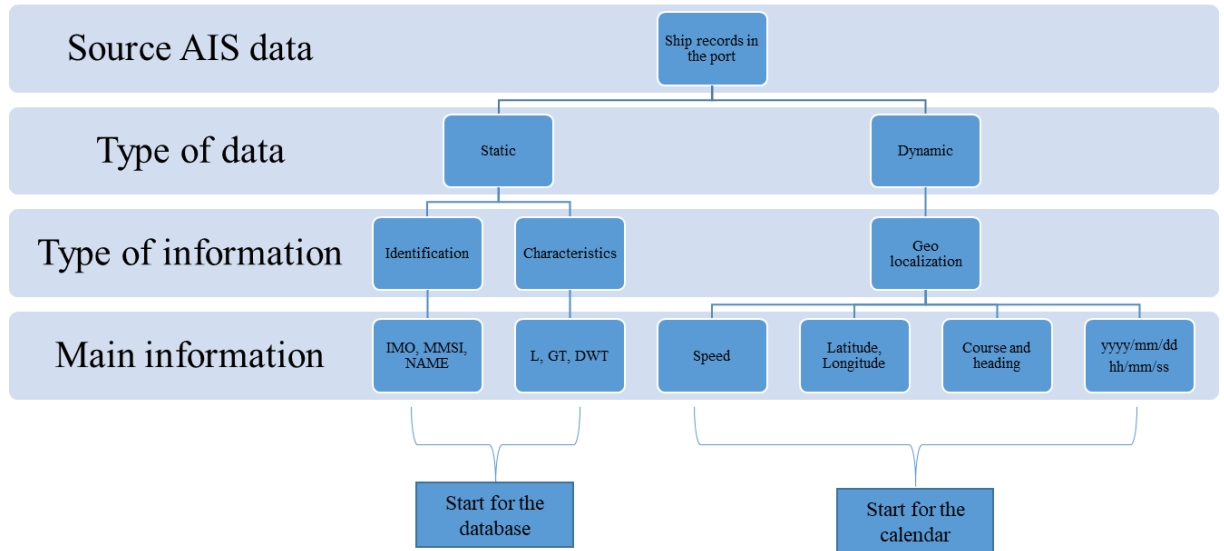 Source AIS data
Ship records in
the port
Type of data
Static
Dynamic
Type of information
Identification
Characteristics
Geo
localization
Main information
IMO, MMSI,
NAME
L, GT, DWT
Speed
Latitude,
Longitude
Course and
heading
yyyy/mm/dd
hh/mm/ss
Start for the
database
Start for the
calendar